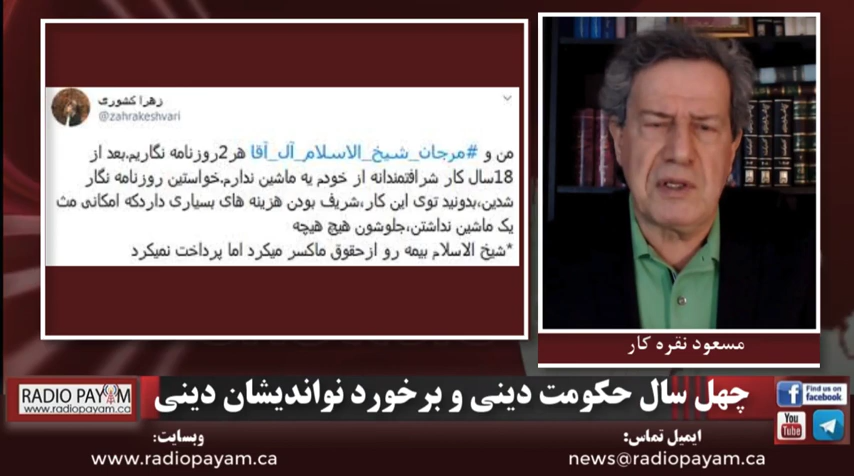 زهرا کشوری
@zahrakeshvari
من و #مرجان_شیخ_الاسلام_آل_آقا هر2روزنامه نگاریم.بعد از
18سال کار شرافتمندانه از خودم یه ماشین ندارم.خواستین روزنامه نگار
شدین،بدونید توی این کار،شریف بودن هزینه های بسیاری داردکه امکانی مث
یک ماشین نداشتن،جلوشون هیچ هیچه
*شیخ الاسلام بیمه رو ازحقوق ماکسر میکرد اما پرداخت نمیکرد
مسعود نقره کار
چهل سال حکومت دینی و برخورد نواندیشان دینی
RADIO PAYAM
www.radiopayam.ca
Find us on
facebook
You
Tube
وبسایت:
www.radiopayam.ca
ایمیل تماس:
news@radiopayam.ca